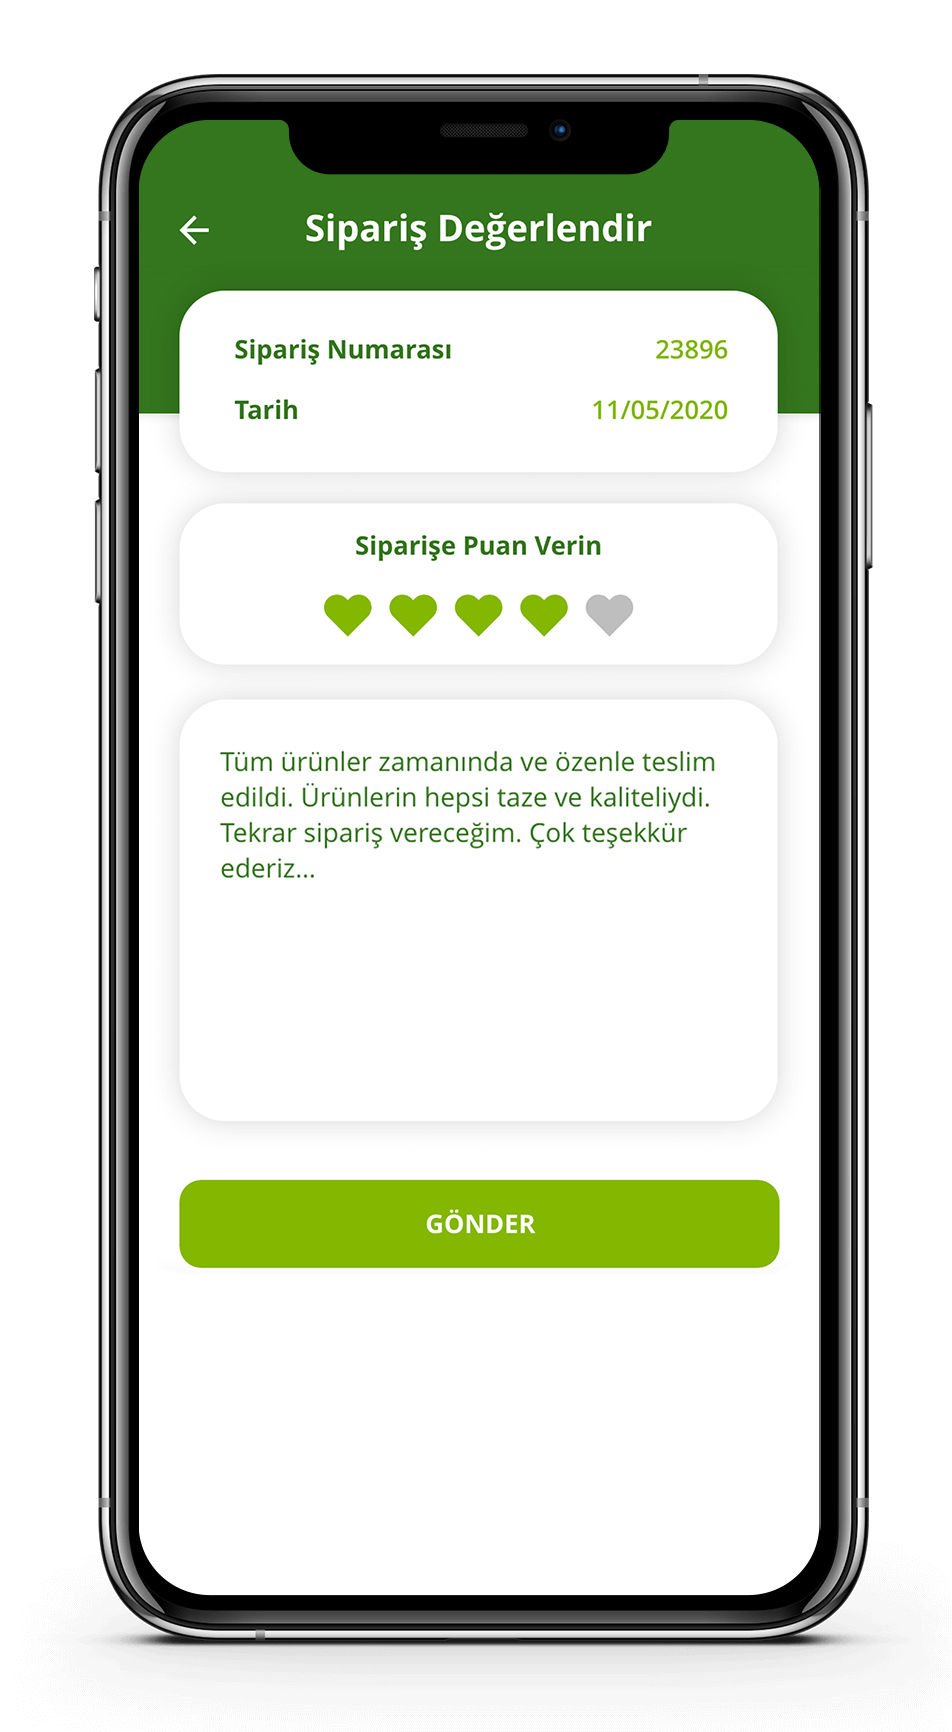 Sipariş Değerlendir
Sipariş Numarası 23896
Tarih 11/05/2020
Siparişe Puan Verin
Tüm ürünler zamanında ve özenle teslim
edildi. Ürünlerin hepsi taze ve kaliteliydi.
Tekrar sipariş vereceğim. Çok teşekkür
ederiz...
GÖNDER